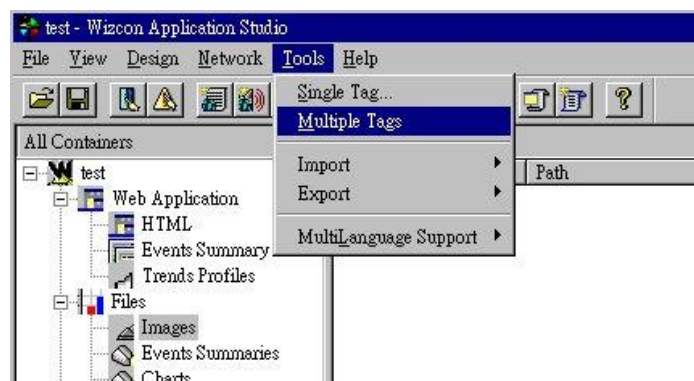 test - Wizcon Application Studio
File View Design Network Tools Help
Single Tag...
Multiple Tags
Import
Export
MultiLanguage Support
All Containers
Path
test
Web Application
HTML
Events Summary
Trends Profiles
Files
Images
Events Summaries
Charts